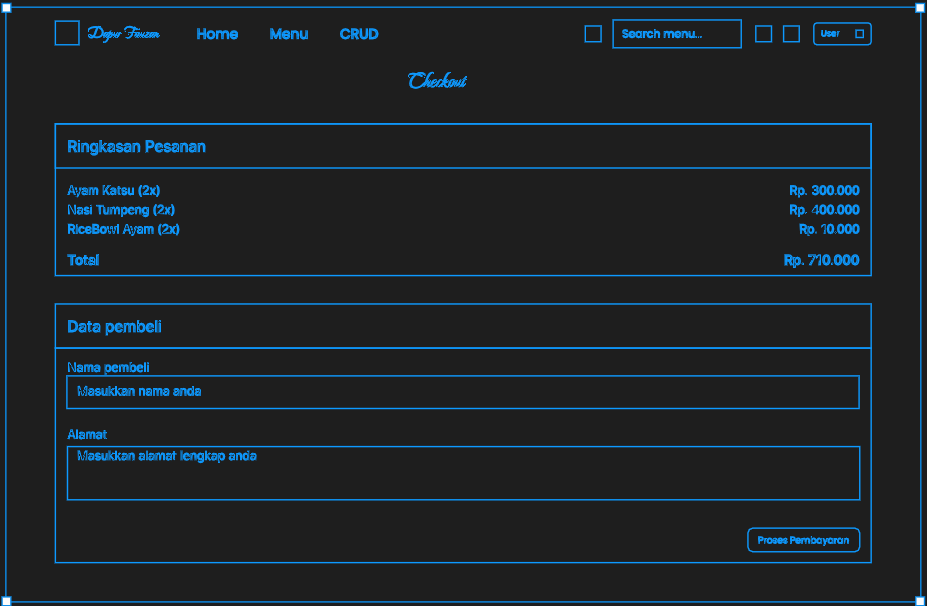 Dapur Fauzan Home Menu CRUD Search menu... User
Checkout
Ringkasan Pesanan
Ayam Katsu (2x) Rp. 300.000
Nasi Tumpeng (2x) Rp. 400.000
RiceBowl Ayam (2x) Rp. 10.000
Total Rp. 710.000
Data pembeli
Nama pembeli
Masukkan nama anda
Alamat
Masukkan alamat lengkap anda
Proses Pembayaran